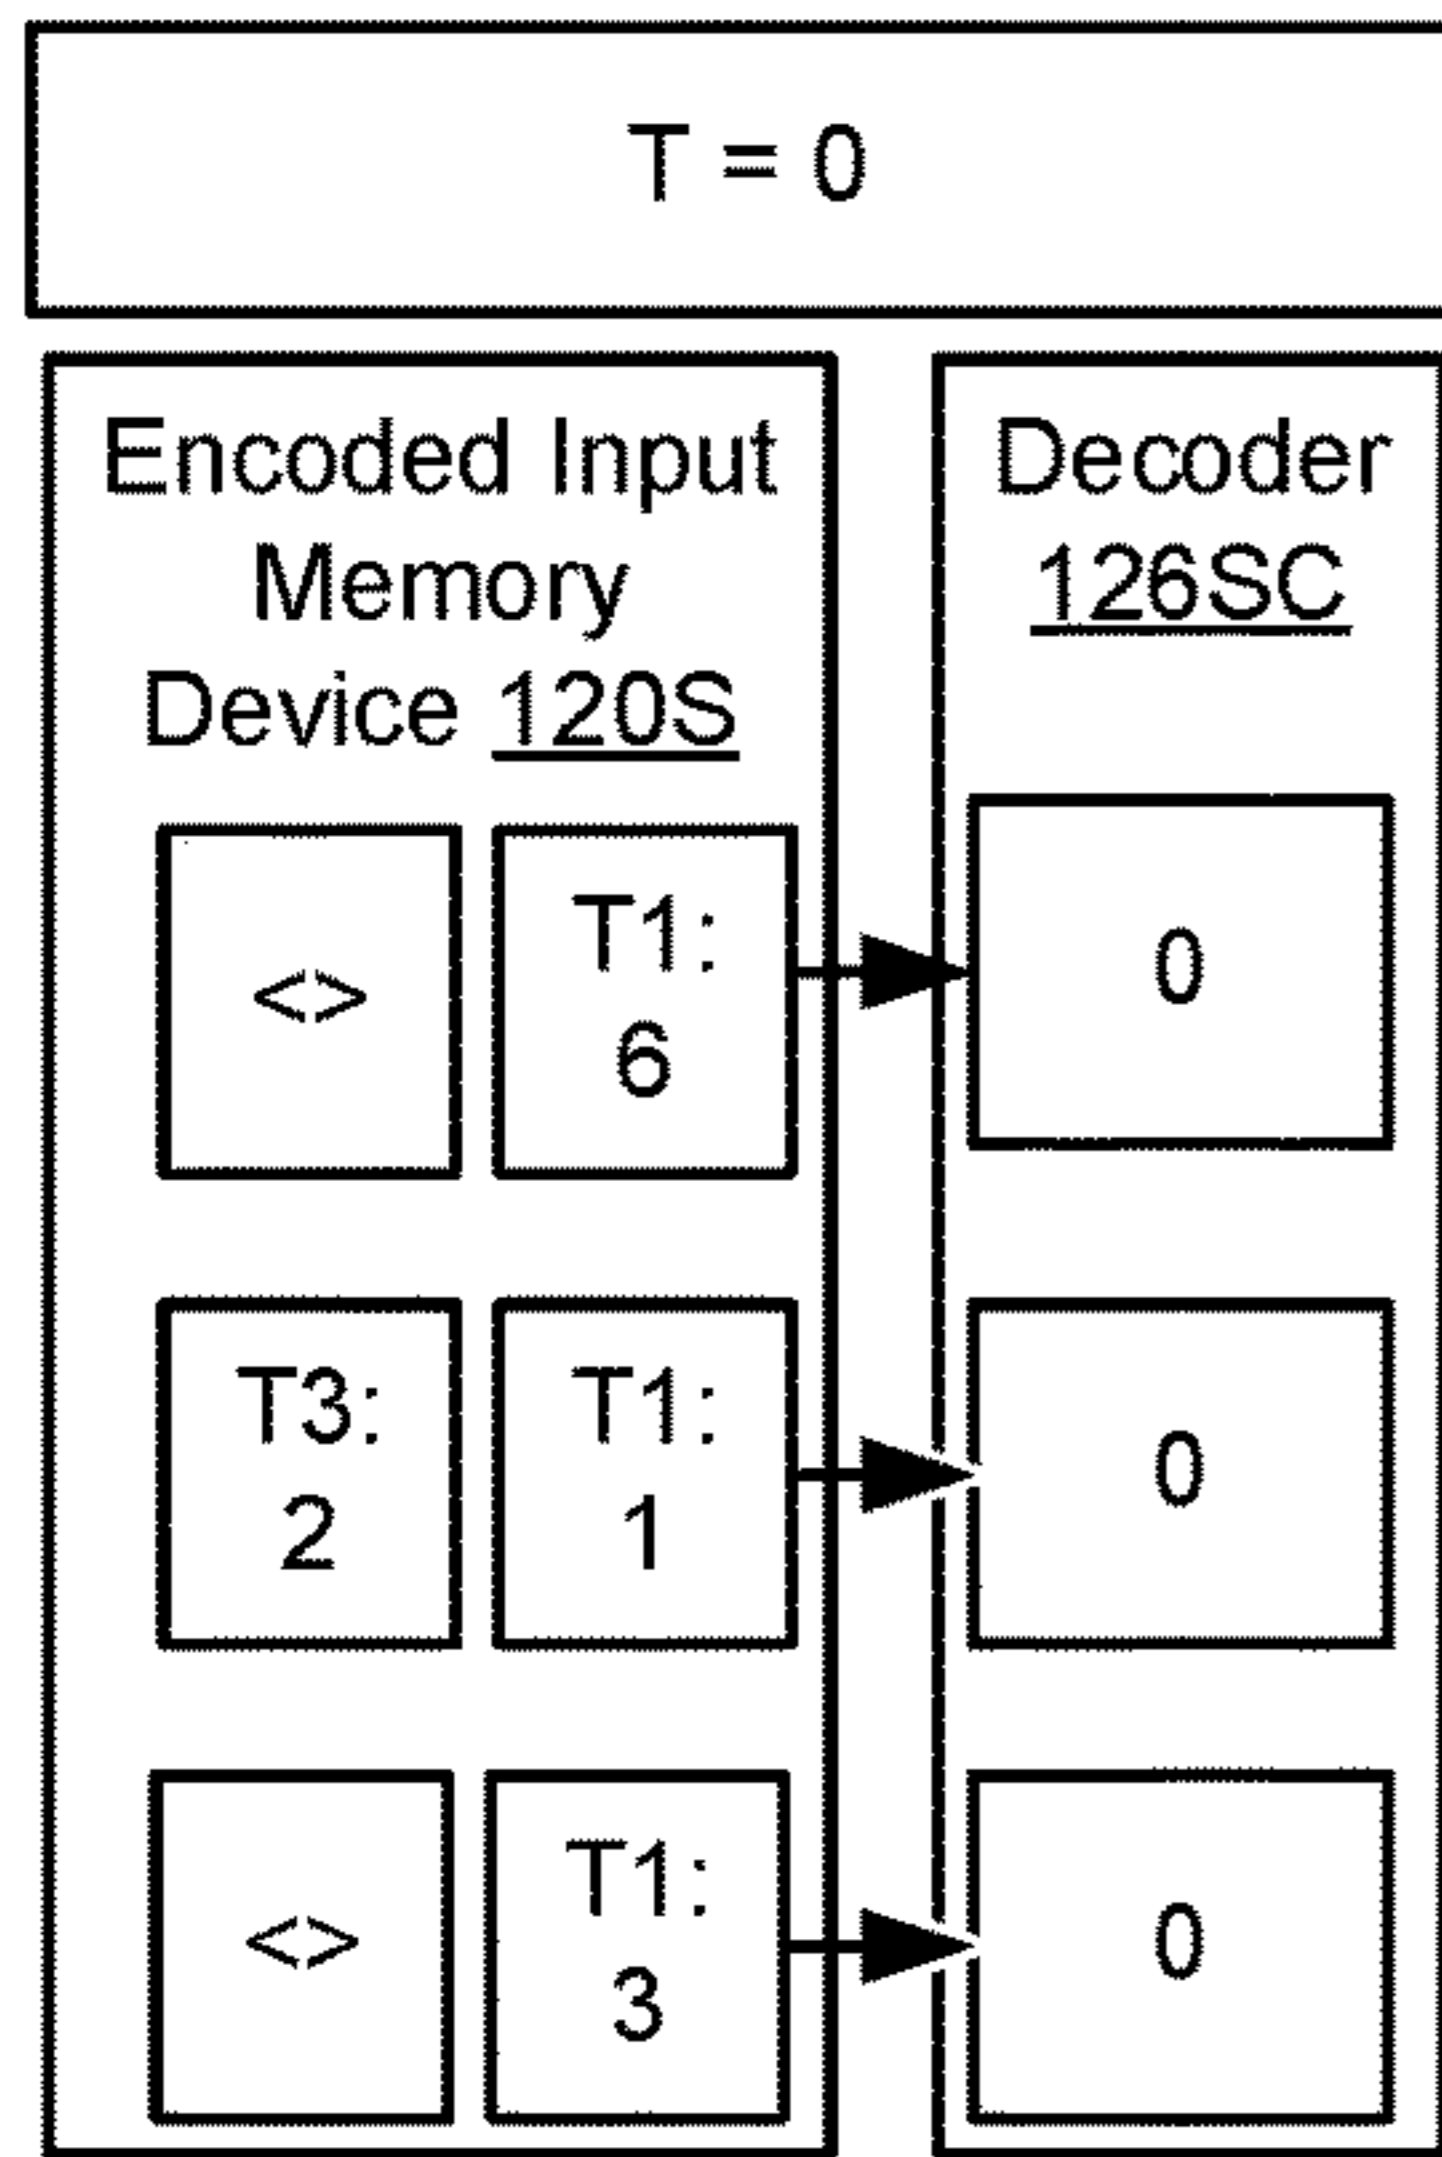 T = 0
Encoded Input
Memory
Device 120S
Decoder
126SC
<>
T1:
6
0
T3:
2
T1:
1
0
<>
T1:
3
0